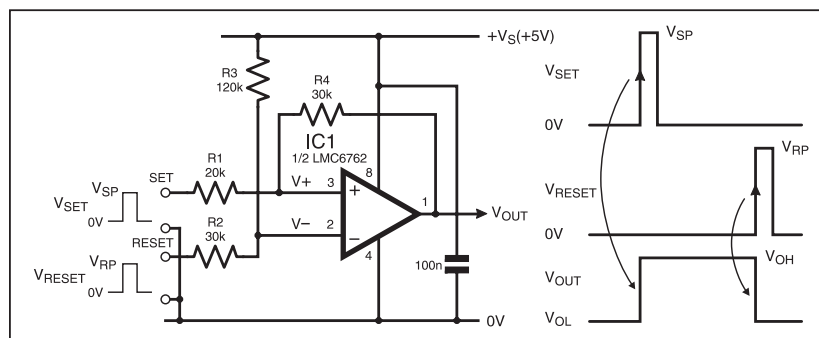 +VS(+5V)
R3
120k
R4
30k
IC1
1/2 LMC6762
R1
20k
SET
VSP
VSET
0V
V+
3
+
8
1
VOUT
RESET
R2
30k
V–
2
–
4
VRP
VRESET
0V
100n
0V
VSP
VSET
0V
VRP
VRESET
0V
VOH
VOUT
VOL